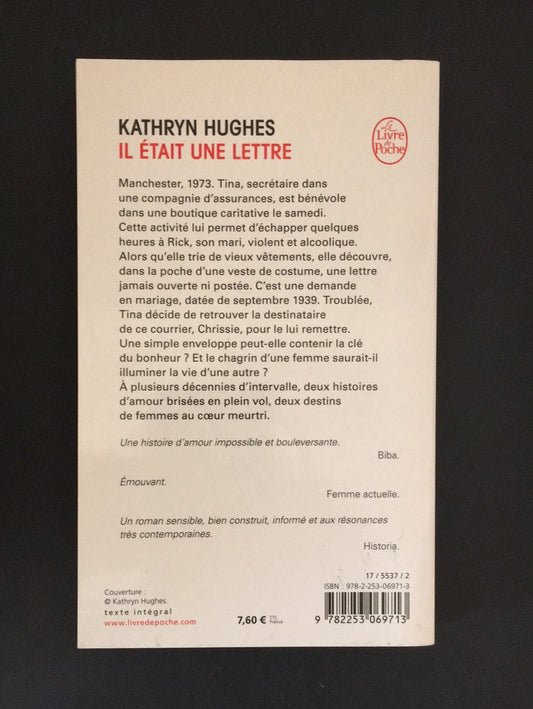 KATHRYN HUGHES
IL ÉTAIT UNE LETTRE
Le
Livre
de
Poche
Manchester, 1973. Tina, secrétaire dans
une compagnie d'assurances, est bénévole
dans une boutique caritative le samedi.
Cette activité lui permet d'échapper quelques
heures à Rick, son mari, violent et alcoolique.
Alors qu'elle trie de vieux vêtements, elle découvre,
dans la poche d'une veste de costume, une lettre
jamais ouverte ni postée. C'est une demande
en mariage, datée de septembre 1939. Troublée,
Tina décide de retrouver la destinataire
de ce courrier, Chrissie, pour le lui remettre.
Une simple enveloppe peut-elle contenir la clé
du bonheur ? Et le chagrin d'une femme saurait-il
illuminer la vie d'une autre ?
À plusieurs décennies d'intervalle, deux histoires
d'amour brisées en plein vol, deux destins
de femmes au cœur meurtri.
Une histoire d'amour impossible et bouleversante.
Biba.
Émouvant.
Femme actuelle.
Un roman sensible, bien construit, informé et aux résonances
très contemporaines.
Historia.
17 / 5537 / 2
ISBN : 978-2-253-06971-3
Couverture :
© Kathryn Hughes.
texte intégral
www.livredepoche.com
7,60 € TTC France
9 782253 069713